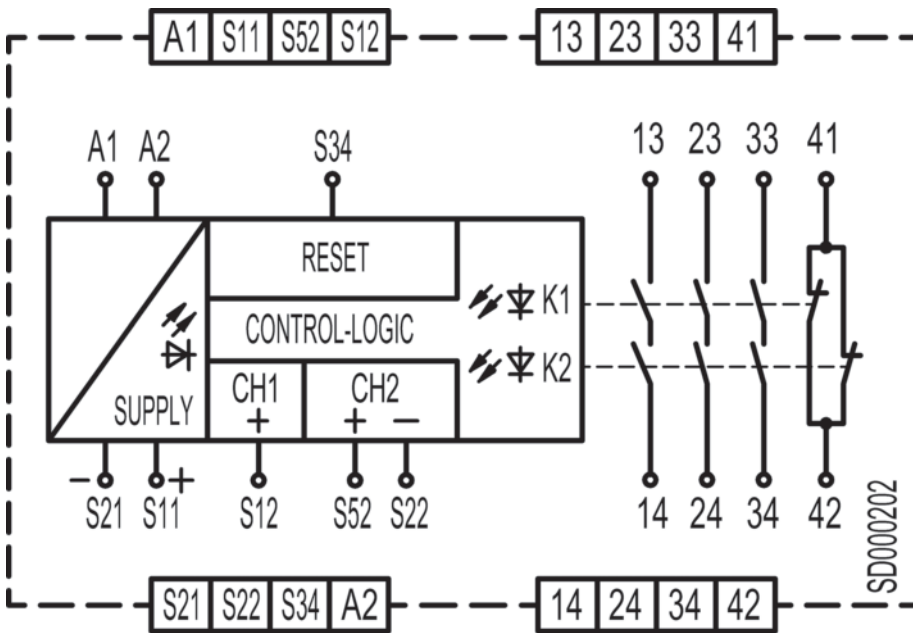 A1 S11 S52 S12 13 23 33 41
A1 A2 S34 13 23 33 41
RESET
K1
CONTROL-LOGIC
K2
CH1 CH2
+ + −
SUPPLY
− S21 S11 + S12 S52 S22 14 24 34 42
SD000202
S21 S22 S34 A2 14 24 34 42